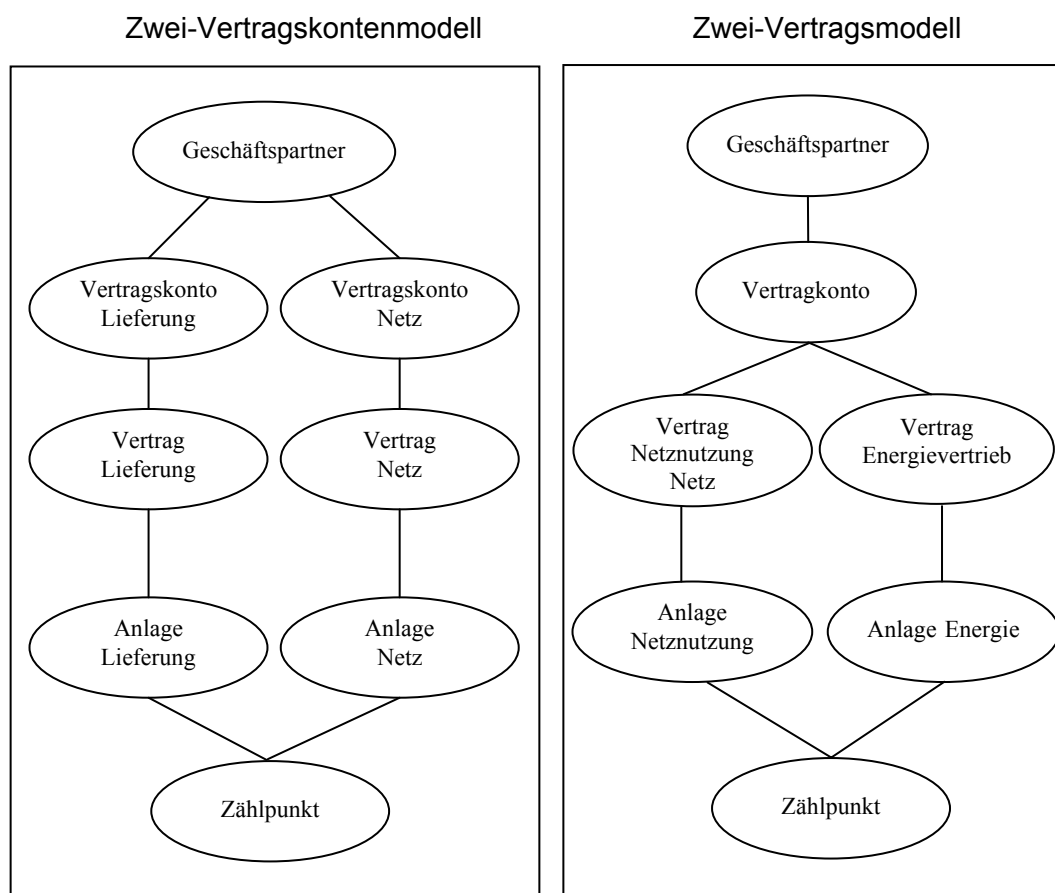 Zwei-Vertragskontenmodell
Geschäftspartner
Vertragskonto
Lieferung
Vertragskonto
Netz
Vertrag
Lieferung
Vertrag
Netz
Anlage
Lieferung
Anlage
Netz
Zählpunkt
Zwei-Vertragsmodell
Geschäftspartner
Vertragkonto
Vertrag
Netznutzung
Netz
Vertrag
Energievertrieb
Anlage
Netznutzung
Anlage Energie
Zählpunkt